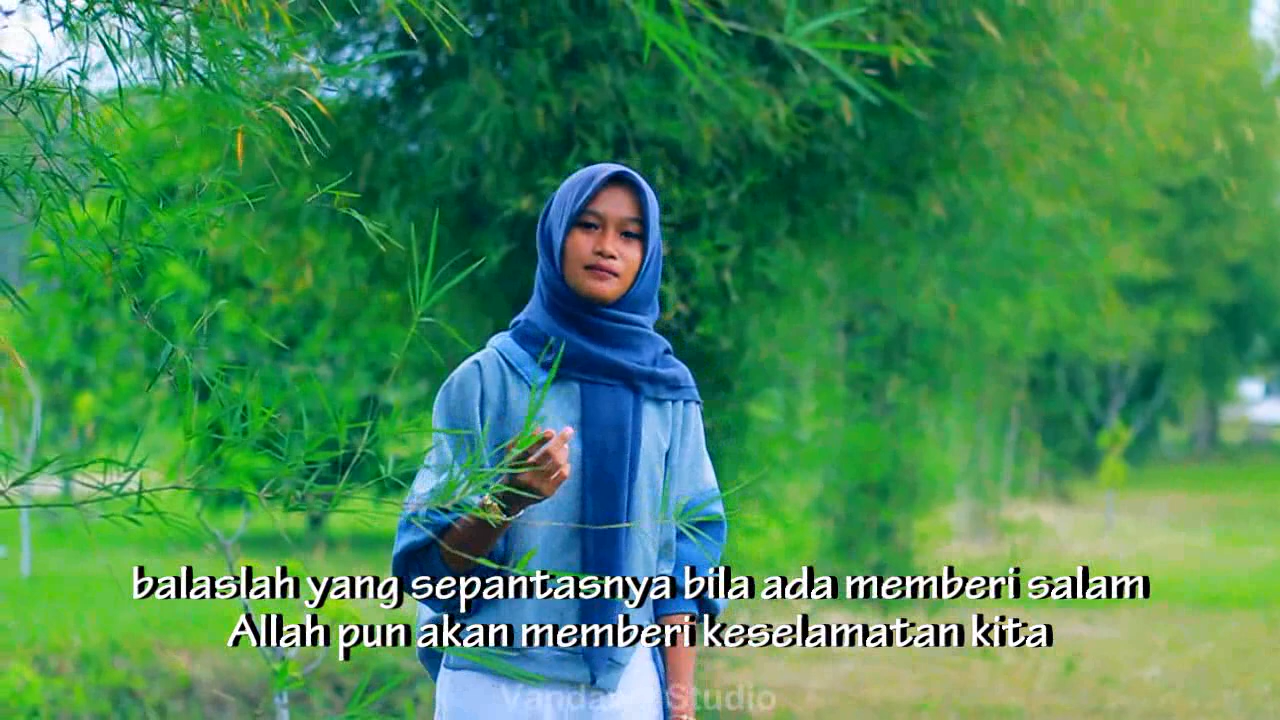 balaslah yang sepantasnya bila ada memberi salam
Allah pun akan memberi keselamatan kita
Studio